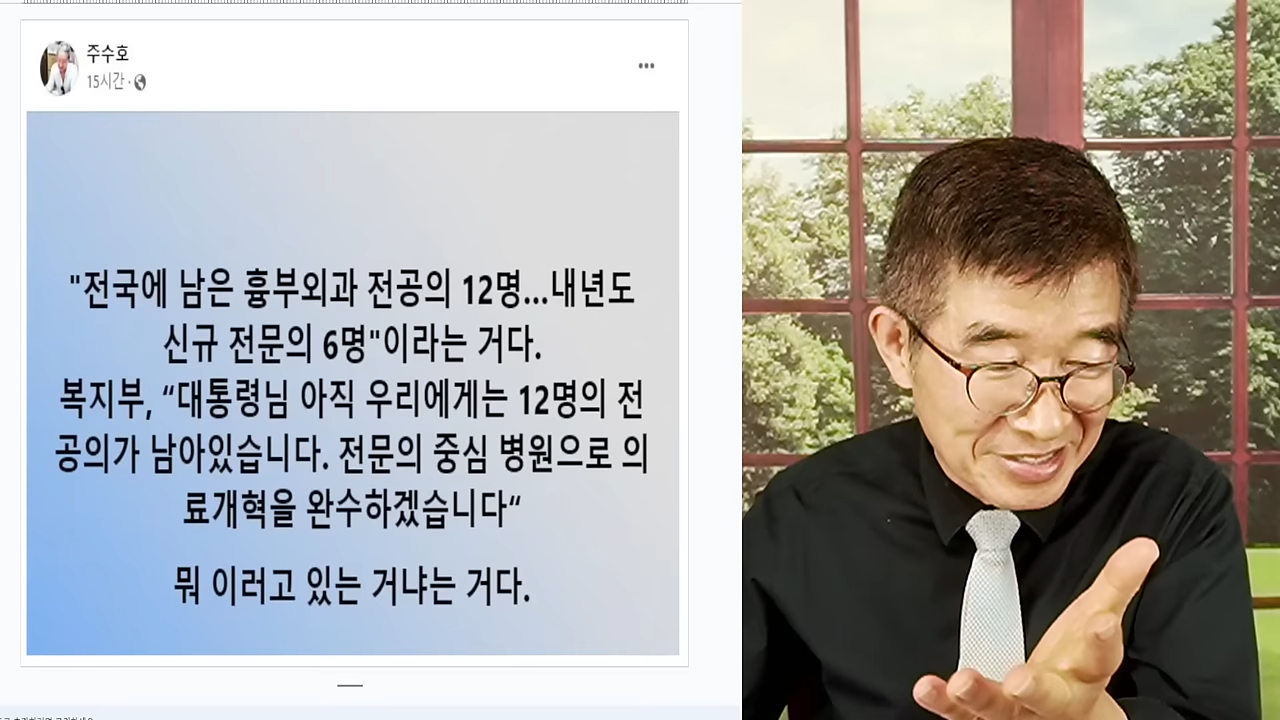 주수호
15시간 ·
"전국에 남은 흉부외과 전공의 12명...내년도
신규 전문의 6명"이라는 거다.
복지부, “대통령님 아직 우리에게는 12명의 전
공의가 남아있습니다. 전문의 중심 병원으로 의
료개혁을 완수하겠습니다“
뭐 이러고 있는 거냐는 거다.